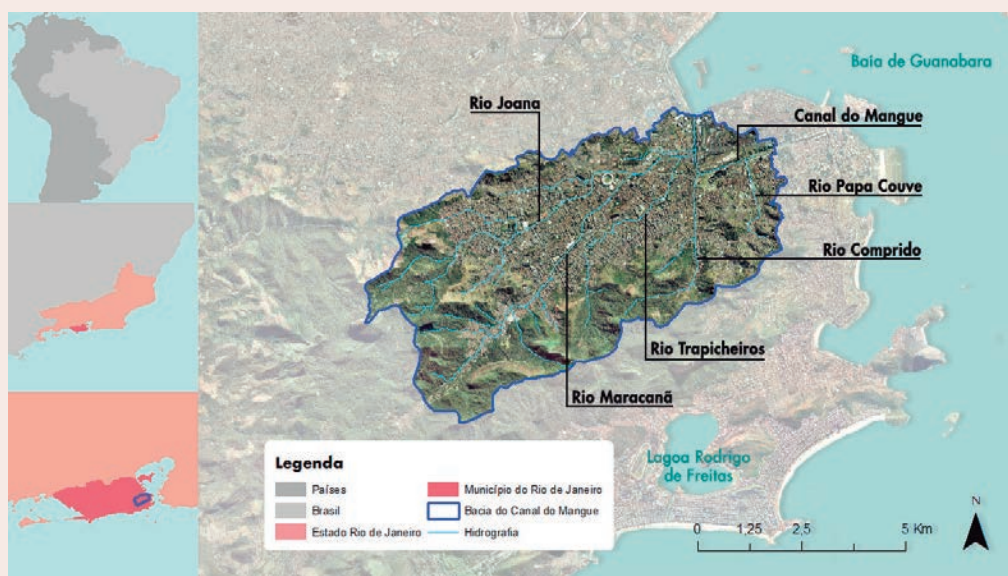 Baia de Guanabara
Rio Joana
Canal do Mangue
Rio Papa Couve
Rio Comprido
Rio Trapicheiros
Rio Maracanã
Lagoa Rodrigo
de Freitas
Legenda
Países
Município do Rio de Janeiro
Brasil
Bacia do Canal do Mangue
Estado Rio de Janeiro
Hidrografia
N
0 1,25 2,5 5 Km